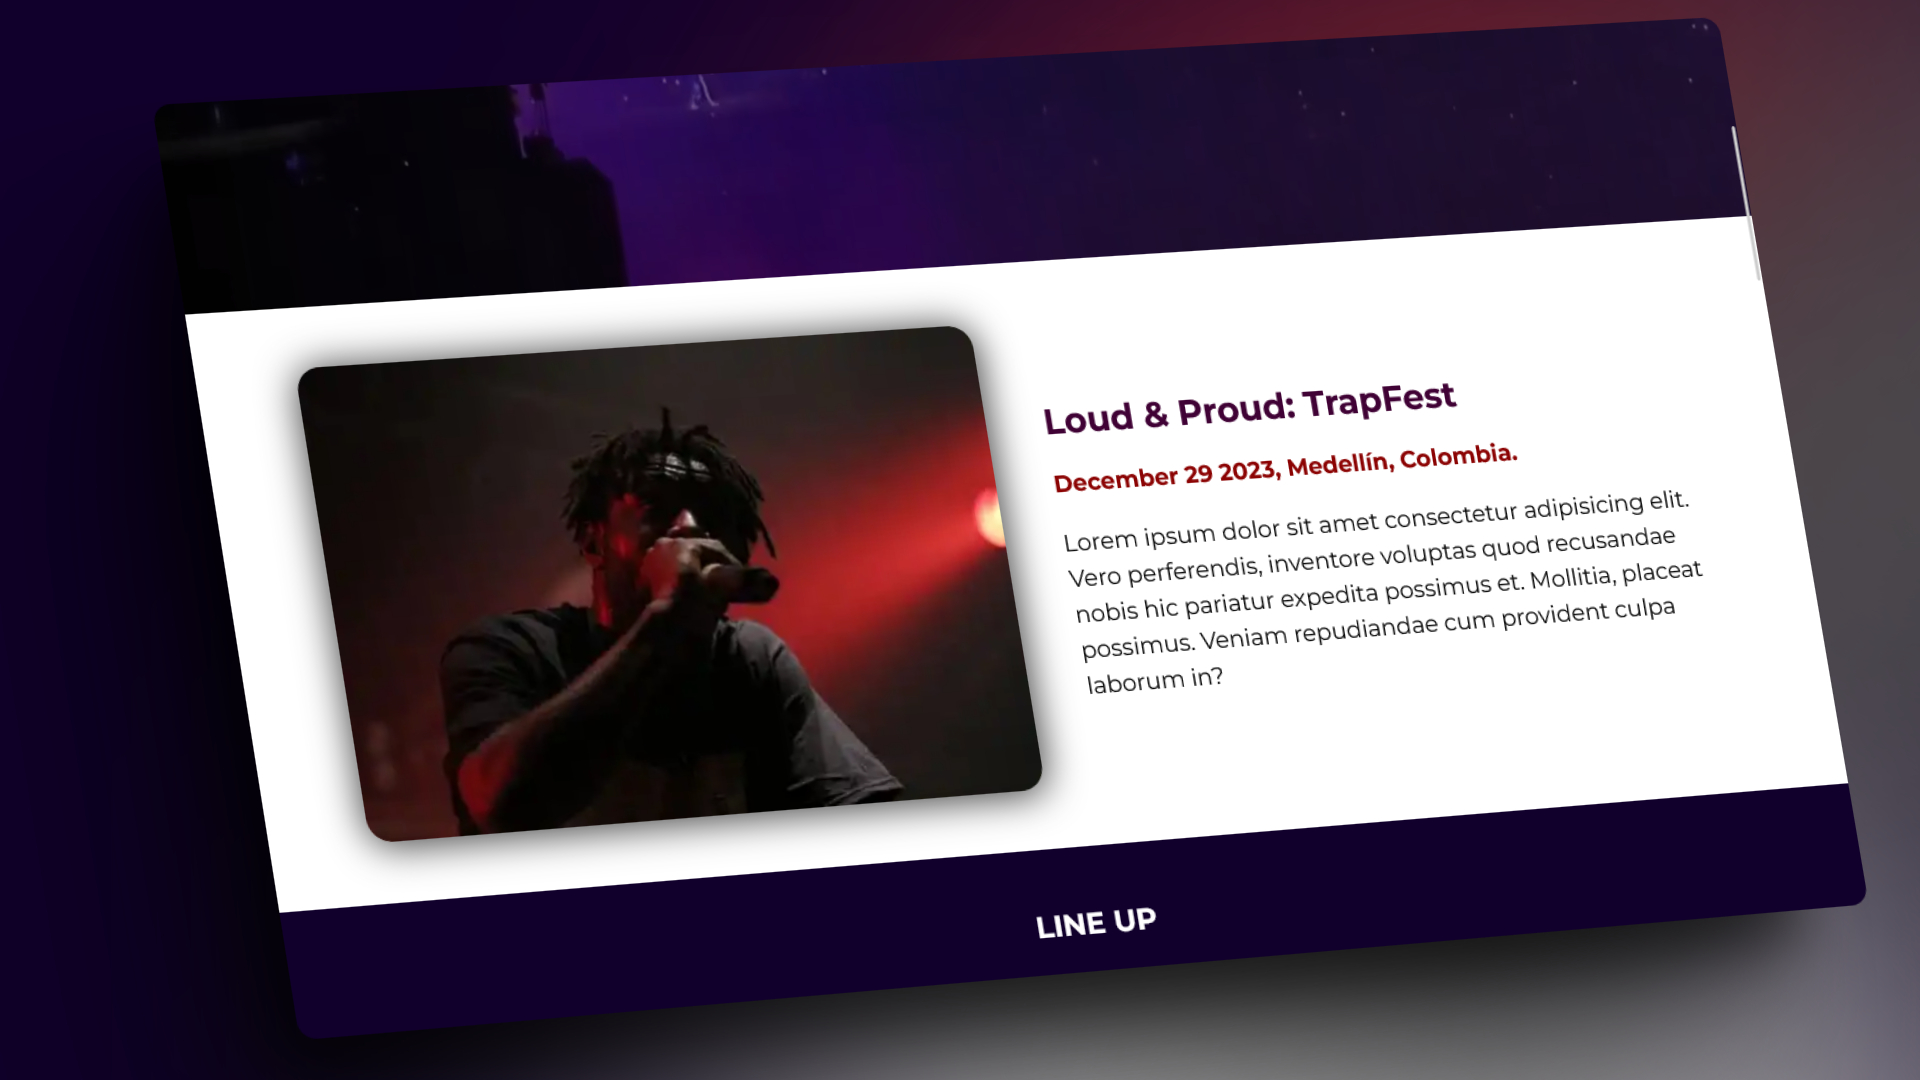 Loud & Proud: TrapFest
December 29 2023, Medellín, Colombia.
Lorem ipsum dolor sit amet consectetur adipisicing elit.
Vero perferendis, inventore voluptas quod recusandae
nobis hic pariatur expedita possimus et. Mollitia, placeat
possimus. Veniam repudiandae cum provident culpa
laborum in?
LINE UP